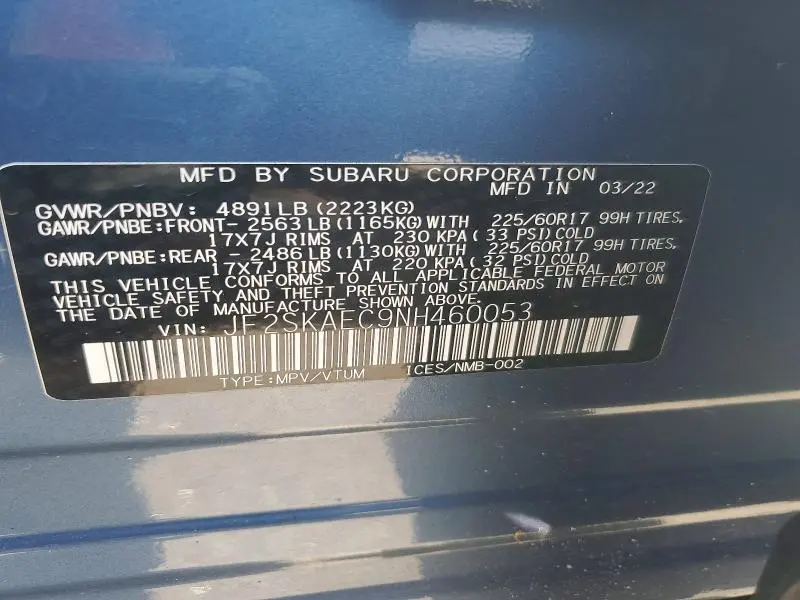 MFD BY SUBARU CORPORATION
MFD IN 03/22
GVWR/PNBV: 4891LB (2223KG)
GAWR/PNBE:FRONT- 2563 LB (1165KG) WITH 225/60R17 99H TIRES,
17X7J RIMS AT 230 KPA ( 33 PSI) COLD
GAWR/PNBE:REAR - 2486 LB (1130KG) WITH 225/60R17 99H TIRES,
17X7J RIMS AT 220 KPA ( 32 PSI) COLD
THIS VEHICLE CONFORMS TO ALL APPLICABLE FEDERAL MOTOR
VEHICLE SAFETY AND THEFT PREVENTION STANDARDS IN EFFECT ON
THE DATE OF MANUFACTURE SHOWN ABOVE.
VIN: JF2SKAEC9NH460053
TYPE:MPV/VTUM ICES/NMB-002